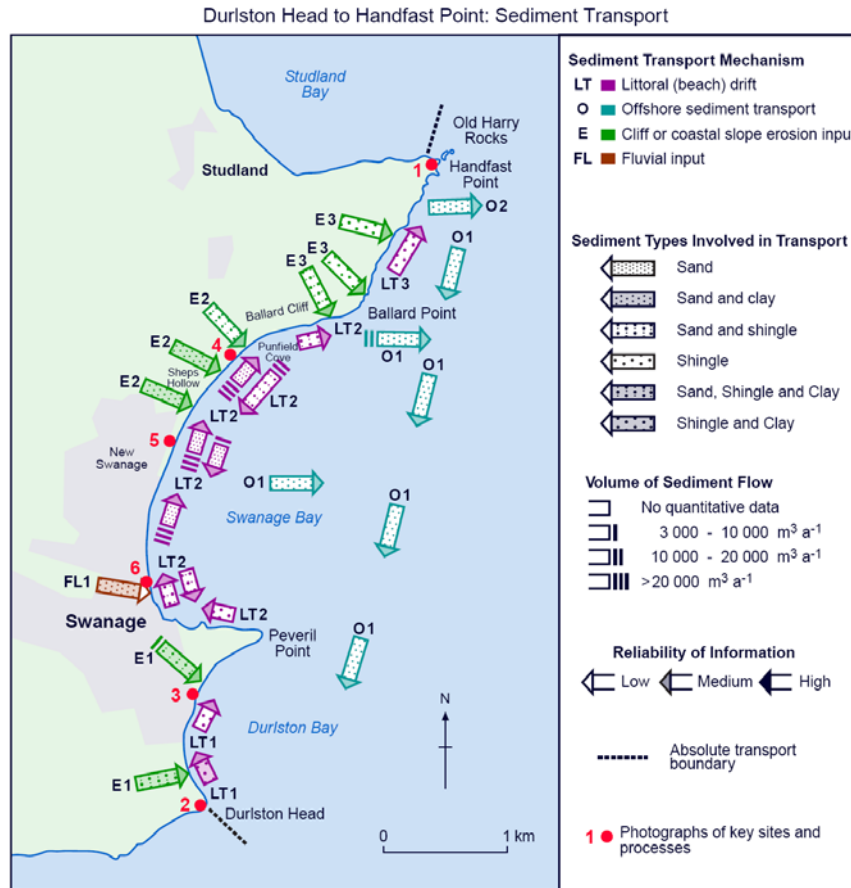 Durlston Head to Handfast Point: Sediment Transport
Studland
Bay
Old Harry
Rocks
Studland
1
Handfast
Point
O2
E3
O1
E3
E3
LT3
E2
Ballard Cliff
Ballard Point
LT2
4
Punfield
Cove
E2
O1
O1
Sheps
Hollow
E2
LT2
LT2
5
New
Swanage
LT2
O1
O1
Swanage Bay
6
LT2
FL1
LT2
Swanage
O1
Peveril
Point
E1
3
N
Durlston Bay
LT1
E1
LT1
2
Durlston Head
0
1 km
Sediment Transport Mechanism
LT Littoral (beach) drift
O Offshore sediment transport
E Cliff or coastal slope erosion input
FL Fluvial input
Sediment Types Involved in Transport
Sand
Sand and clay
Sand and shingle
Shingle
Sand, Shingle and Clay
Shingle and Clay
Volume of Sediment Flow
No quantitative data
3 000 - 10 000 m³ a⁻¹
10 000 - 20 000 m³ a⁻¹
>20 000 m³ a⁻¹
Reliability of Information
Low Medium High
Absolute transport
boundary
1 Photographs of key sites and
processes